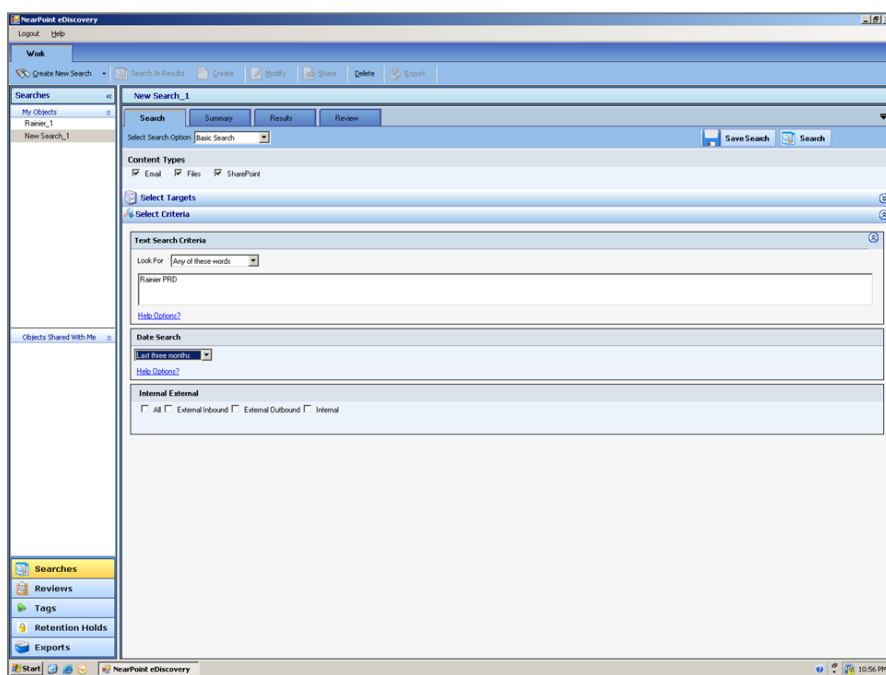 NearPoint eDiscovery
Logout Help
Work
Create New Search Search In Results Create Modify Share Delete Export
Searches «
My Objects
Rainier_1
New Search_1
Objects Shared With Me
Searches
Reviews
Tags
Retention Holds
Exports
New Search_1
Search Summary Results Review
Select Search Option Basic Search
Save Search Search
Content Types
Email Files SharePoint
Select Targets
Select Criteria
Text Search Criteria
Look For Any of these words
Rainier PRD
Help Options?
Date Search
Last three months
Help Options?
Internal External
All External Inbound External Outbound Internal
Start NearPoint eDiscovery 10:56 PM